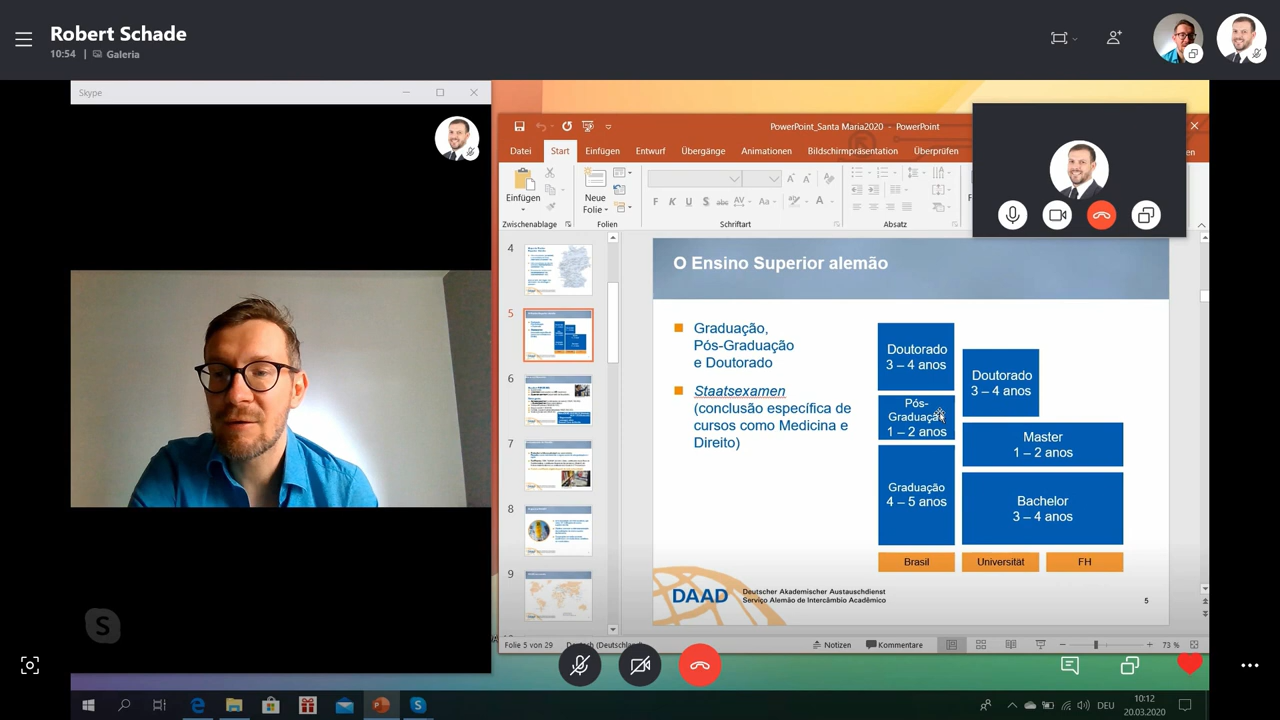 Robert Schade
10:54 | Galeria
Skype
PowerPoint_Santa Maria2020 - PowerPoint
Datei Start Einfügen Entwurf Übergänge Animationen Bildschirmpräsentation Überprüfen
Einfügen
Neue
Folie
F K U S abc AV Aa A
Zwischenablage Folien Schriftart Absatz
4
5
6
7
8
9
O Ensino Superior alemão
Graduação,
Pós-Graduação
e Doutorado
Staatsexamen
(conclusão específica de
cursos como Medicina e
Direito)
Doutorado
3 – 4 anos
Pós-
Graduação
1 – 2 anos
Graduação
4 – 5 anos
Brasil
Doutorado
3 – 4 anos
Master
1 – 2 anos
Bachelor
3 – 4 anos
Universität
FH
DAAD
Deutscher Akademischer Austauschdienst
Serviço Alemão de Intercâmbio Acadêmico
5
Folie 5 von 29
Notizen Kommentare 73 %
DEU
10:12
20.03.2020